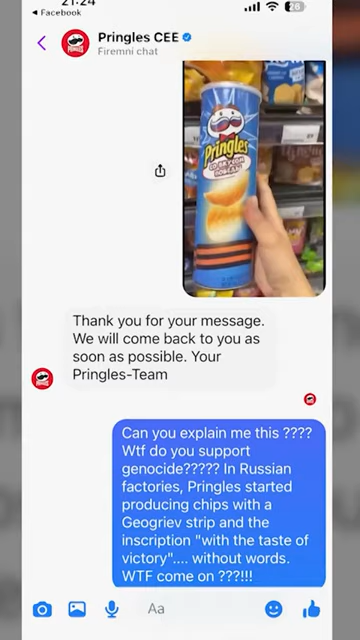 21:24
Facebook
26
Pringles CEE
Firemní chat
Pringles
Thank you for your message.
We will come back to you as
soon as possible. Your
Pringles-Team
Can you explain me this ????
Wtf do you support
genocide????? In Russian
factories, Pringles started
producing chips with a
Geogriev strip and the
inscription "with the taste of
victory".... without words.
WTF come on ???!!!
Aa